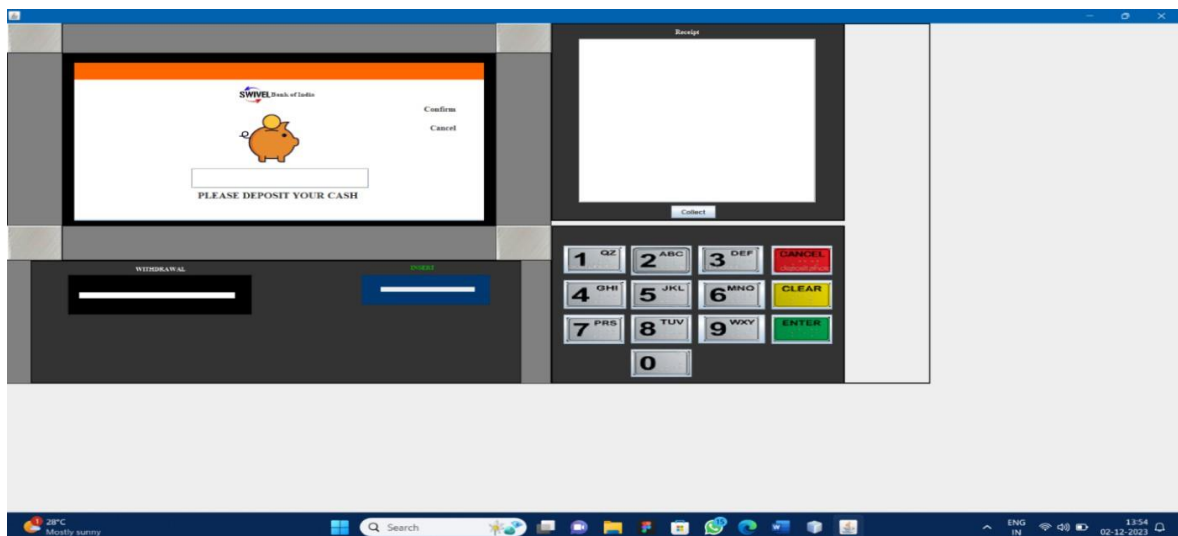 Receipt
SWIVEL Bank of India
Confirm
Cancel
PLEASE DEPOSIT YOUR CASH
Collect
WITHDRAWAL
INSERT
1 QZ
2 ABC
3 DEF
CANCEL
4 GHI
5 JKL
6 MNO
CLEAR
7 PRS
8 TUV
9 WXY
ENTER
0
1
28°C
Mostly sunny
Search
ENG
IN
13:54
02-12-2023